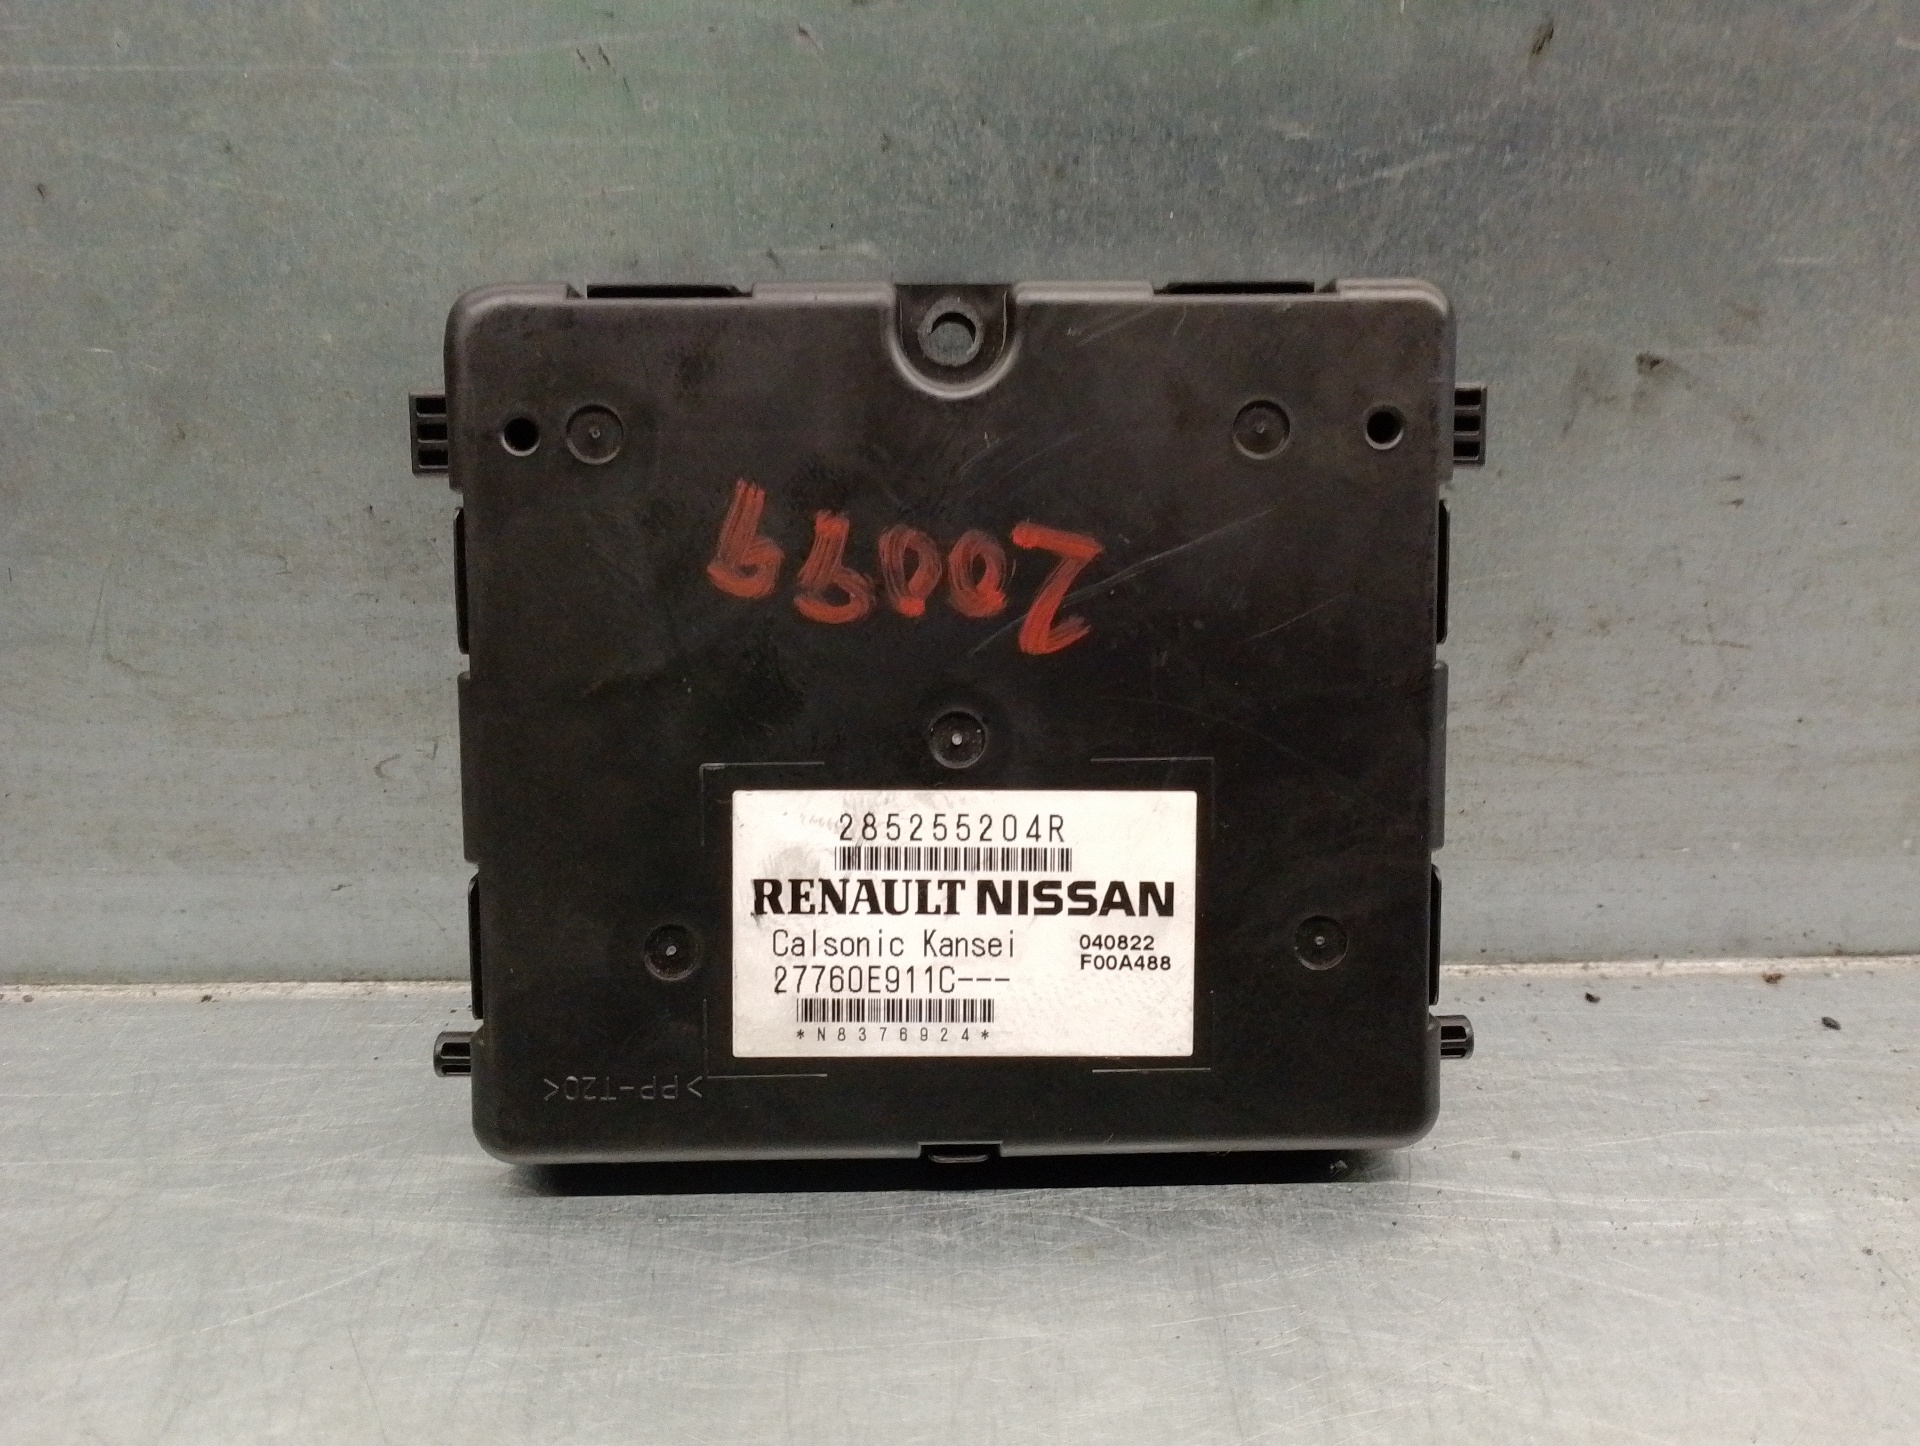 20099
285255204R
RENAULT NISSAN
Calsonic Kansei
040822
27760E911C---
F00A488
*N8376924*
>PP-T20<